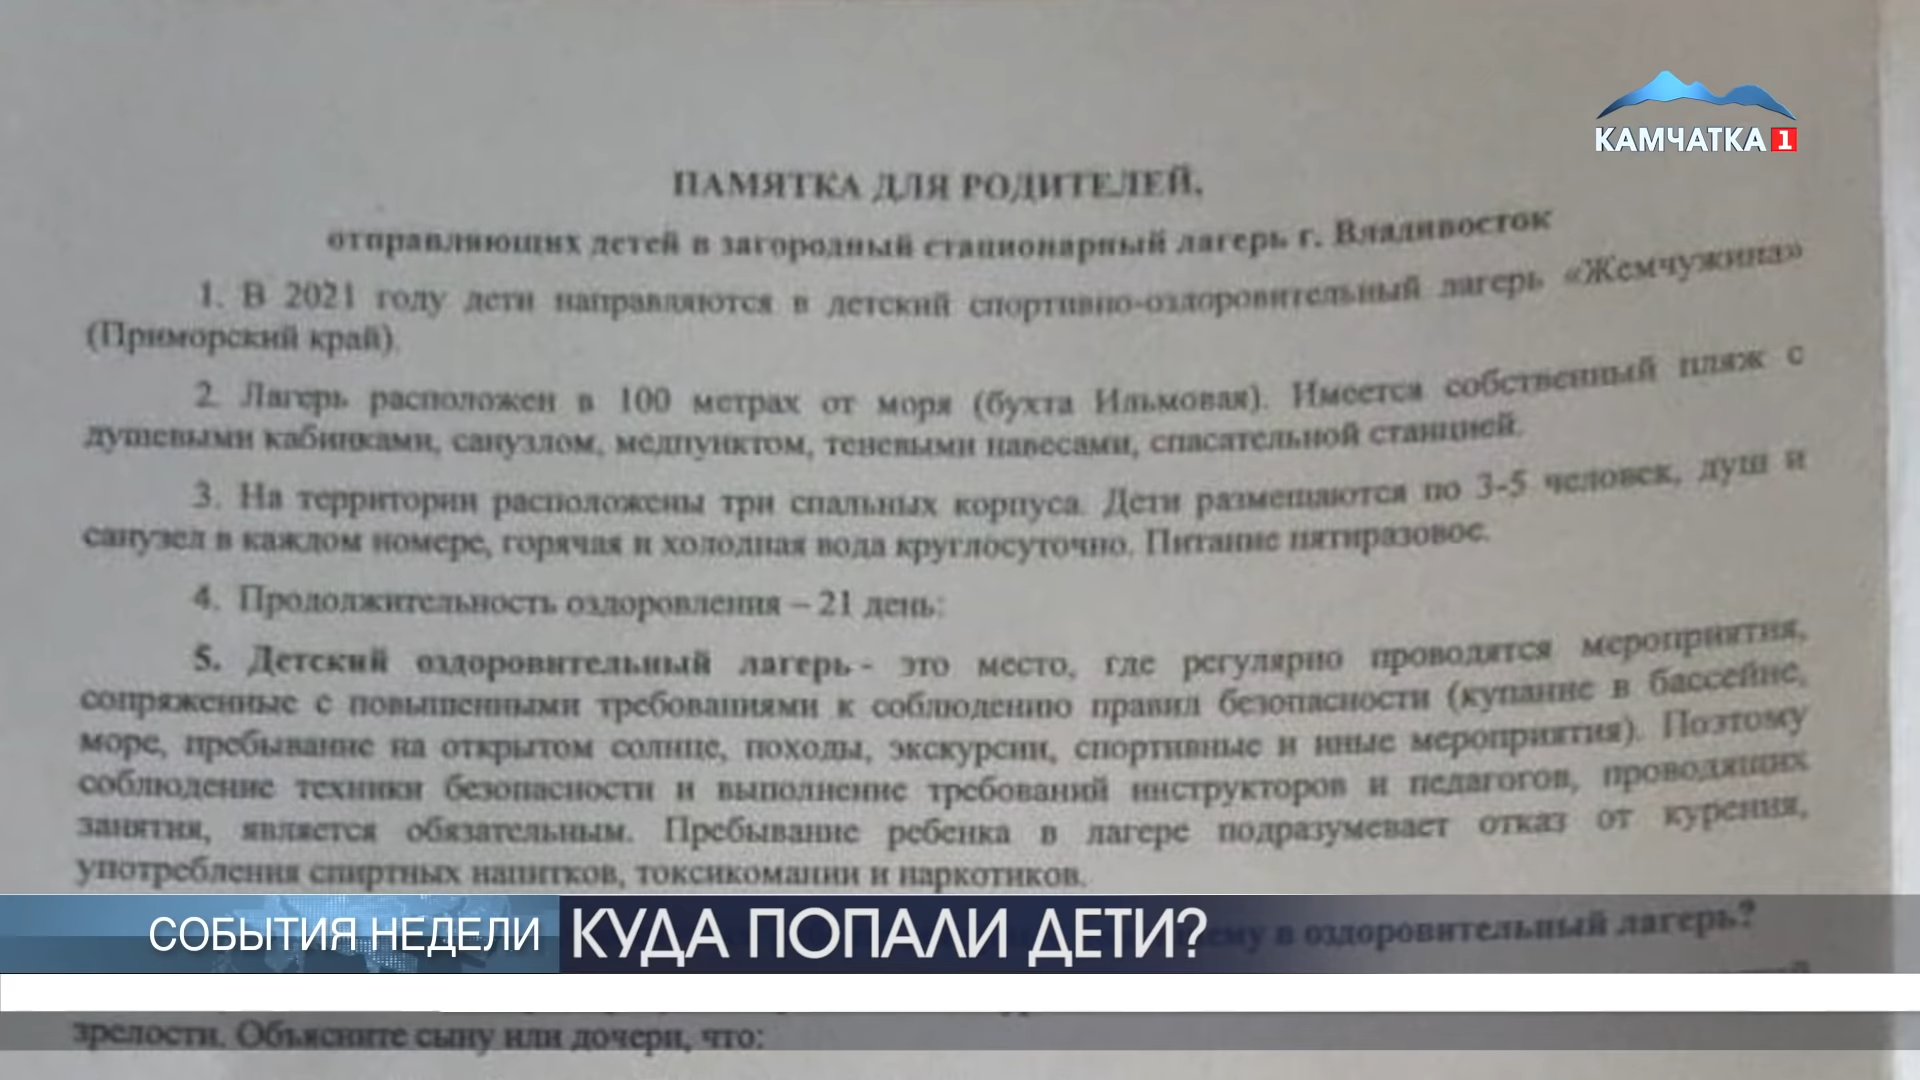 КАМЧАТКА 1
ПАМЯТКА ДЛЯ РОДИТЕЛЕЙ,
отправляющих детей в загородный стационарный лагерь г. Владивосток
1. В 2021 году дети направляются в детский спортивно-оздоровительный лагерь «Жемчужина»
(Приморский край).
2. Лагерь расположен в 100 метрах от моря (бухта Ильмовая). Имеется собственный пляж с
душевыми кабинками, санузлом, медпунктом, теневыми навесами, спасательной станцией.
3. На территории расположены три спальных корпуса. Дети размещаются по 3-5 человек, душ и
санузел в каждом номере, горячая и холодная вода круглосуточно. Питание пятиразовое.
4. Продолжительность оздоровления – 21 день:
5. Детский оздоровительный лагерь - это место, где регулярно проводятся мероприятия,
сопряженные с повышенными требованиями к соблюдению правил безопасности (купание в бассейне,
море, пребывание на открытом солнце, походы, экскурсии, спортивные и иные мероприятия). Поэтому
соблюдение техники безопасности и выполнение требований инструкторов и педагогов, проводящих
занятия, является обязательным. Пребывание ребенка в лагере подразумевает отказ от курения,
употребления спиртных напитков, токсикомании и наркотиков.
СОБЫТИЯ НЕДЕЛИ КУДА ПОПАЛИ ДЕТИ?
в оздоровительный лагерь?
зрелости. Объясните сыну или дочери, что: